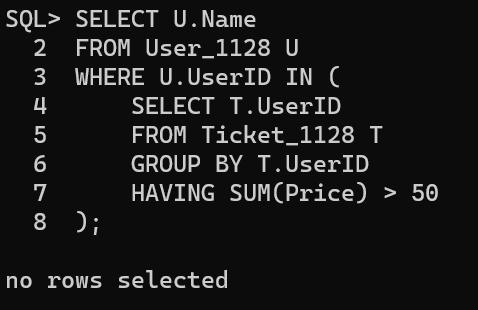 SQL> SELECT U.Name
  2  FROM User_1128 U
  3  WHERE U.UserID IN (
  4      SELECT T.UserID
  5      FROM Ticket_1128 T
  6      GROUP BY T.UserID
  7      HAVING SUM(Price) > 50
  8  );
no rows selected